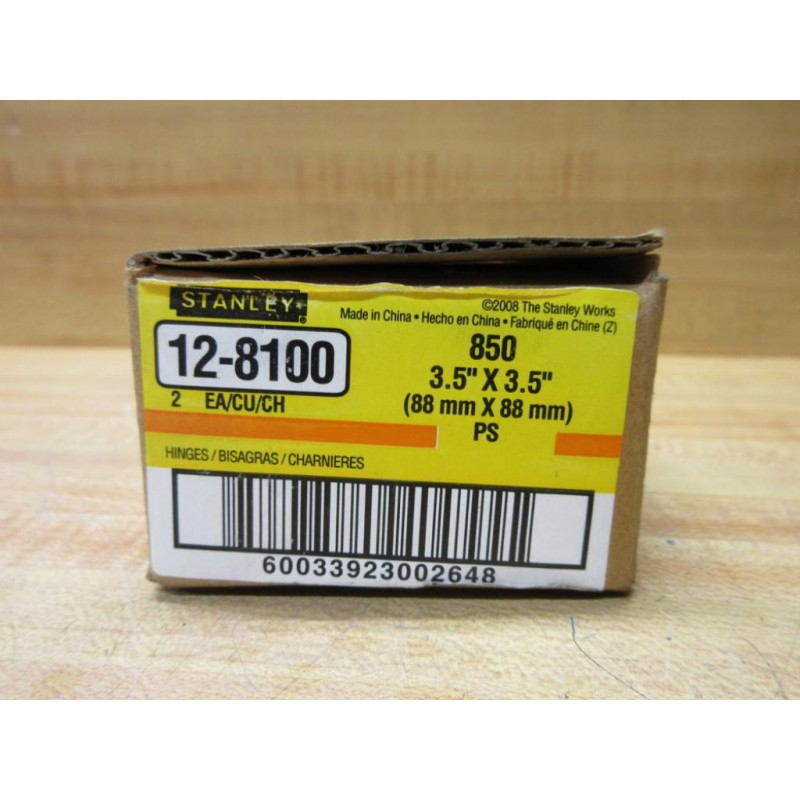 STANLEY®
©2008 The Stanley Works
Made in China • Hecho en China • Fabriqué en Chine (Z)
12-8100
2 EA/CU/CH
850
3.5" X 3.5"
(88 mm X 88 mm)
PS
HINGES / BISAGRAS / CHARNIERES
60033923002648